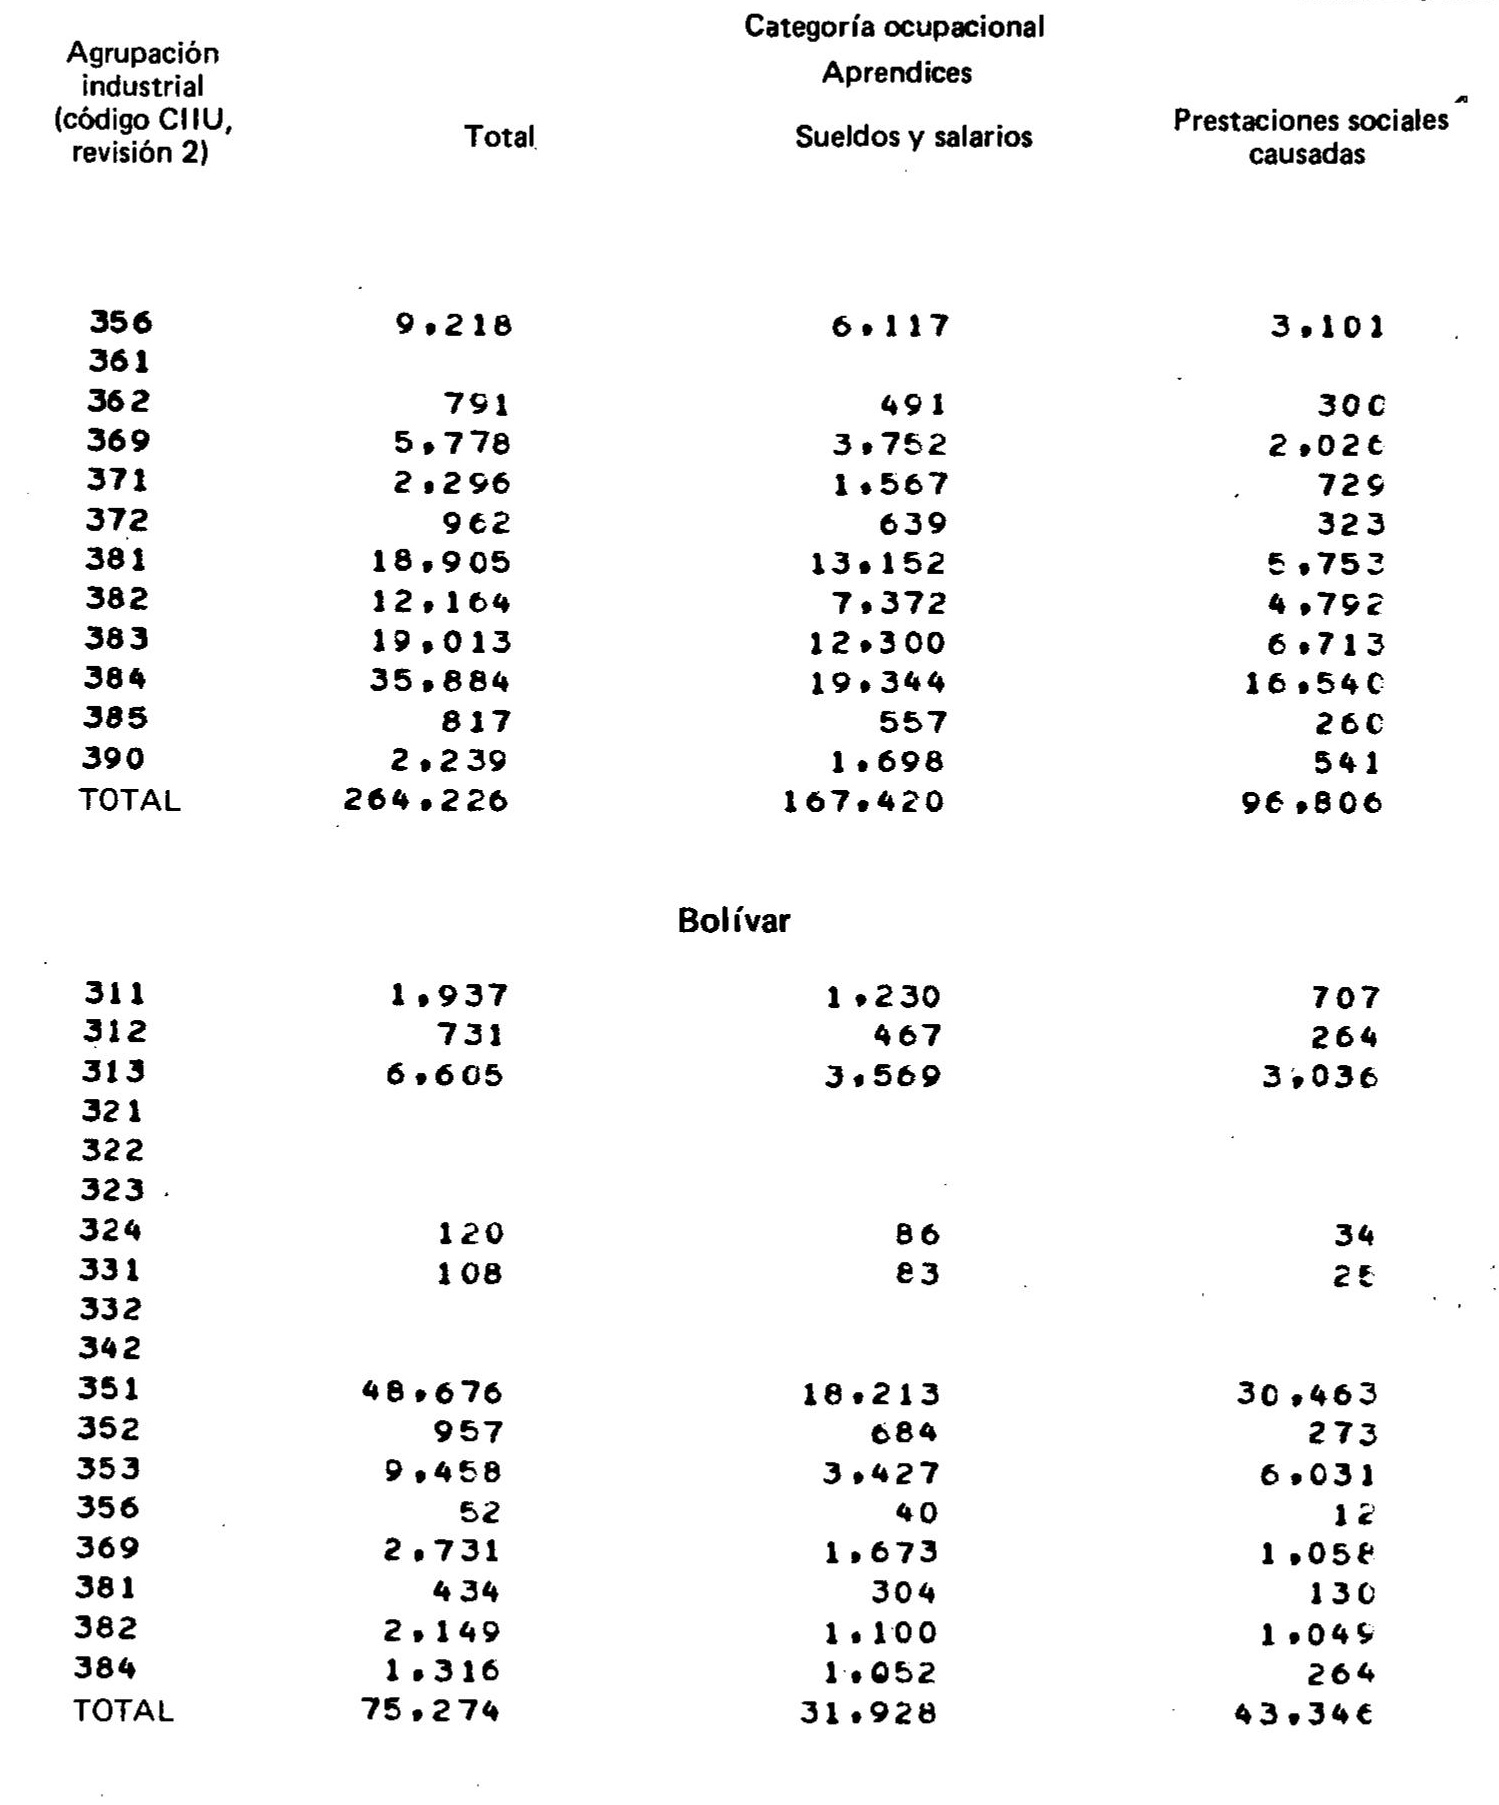 Categoría ocupacional
Agrupación industrial (código CIIU, revisión 2)
Aprendices
Total Sueldos y salarios Prestaciones sociales causadas
356 9.218 6.117 3.101
361
362 791 491 300
369 5.778 3.752 2.026
371 2.296 1.567 729
372 962 639 323
381 18.905 13.152 5.753
382 12.164 7.372 4.792
383 19.013 12.300 6.713
384 35.884 19.344 16.540
385 817 557 260
390 2.239 1.698 541
TOTAL 264.226 167.420 96.806
Bolívar
311 1.937 1.230 707
312 731 467 264
313 6.605 3.569 3.036
321
322
323
324 120 86 34
331 108 83 25
332
342
351 48.676 18.213 30.463
352 957 684 273
353 9.458 3.427 6.031
356 52 40 12
369 2.731 1.673 1.058
381 434 304 130
382 2.149 1.100 1.049
384 1.316 1.052 264
TOTAL 75.274 31.928 43.346